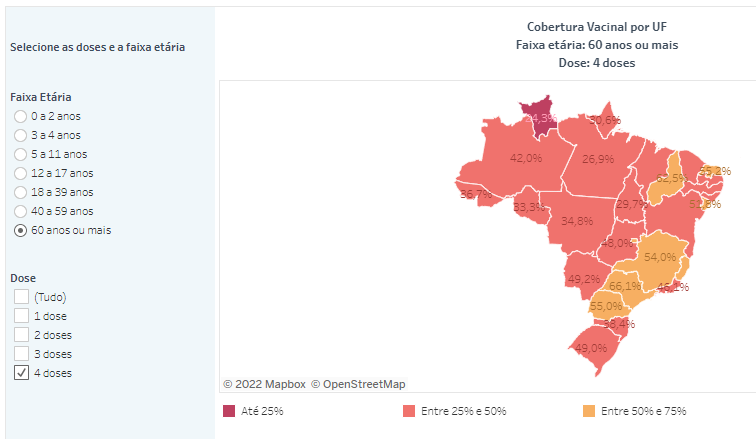 Selecione as doses e a faixa etária
Faixa Etária
0 a 2 anos
3 a 4 anos
5 a 11 anos
12 a 17 anos
18 a 39 anos
40 a 59 anos
60 anos ou mais
Dose
(Tudo)
1 dose
2 doses
3 doses
4 doses
Cobertura Vacinal por UF
Faixa etária: 60 anos ou mais
Dose: 4 doses
24,3%
30,6%
42,0%
26,9%
62,5%
55,2%
36,7%
33,3%
29,7%
52,8%
34,8%
48,0%
54,0%
49,2%
66,1%
46,1%
55,0%
38,4%
49,0%
© 2022 Mapbox © OpenStreetMap
Até 25%
Entre 25% e 50%
Entre 50% e 75%